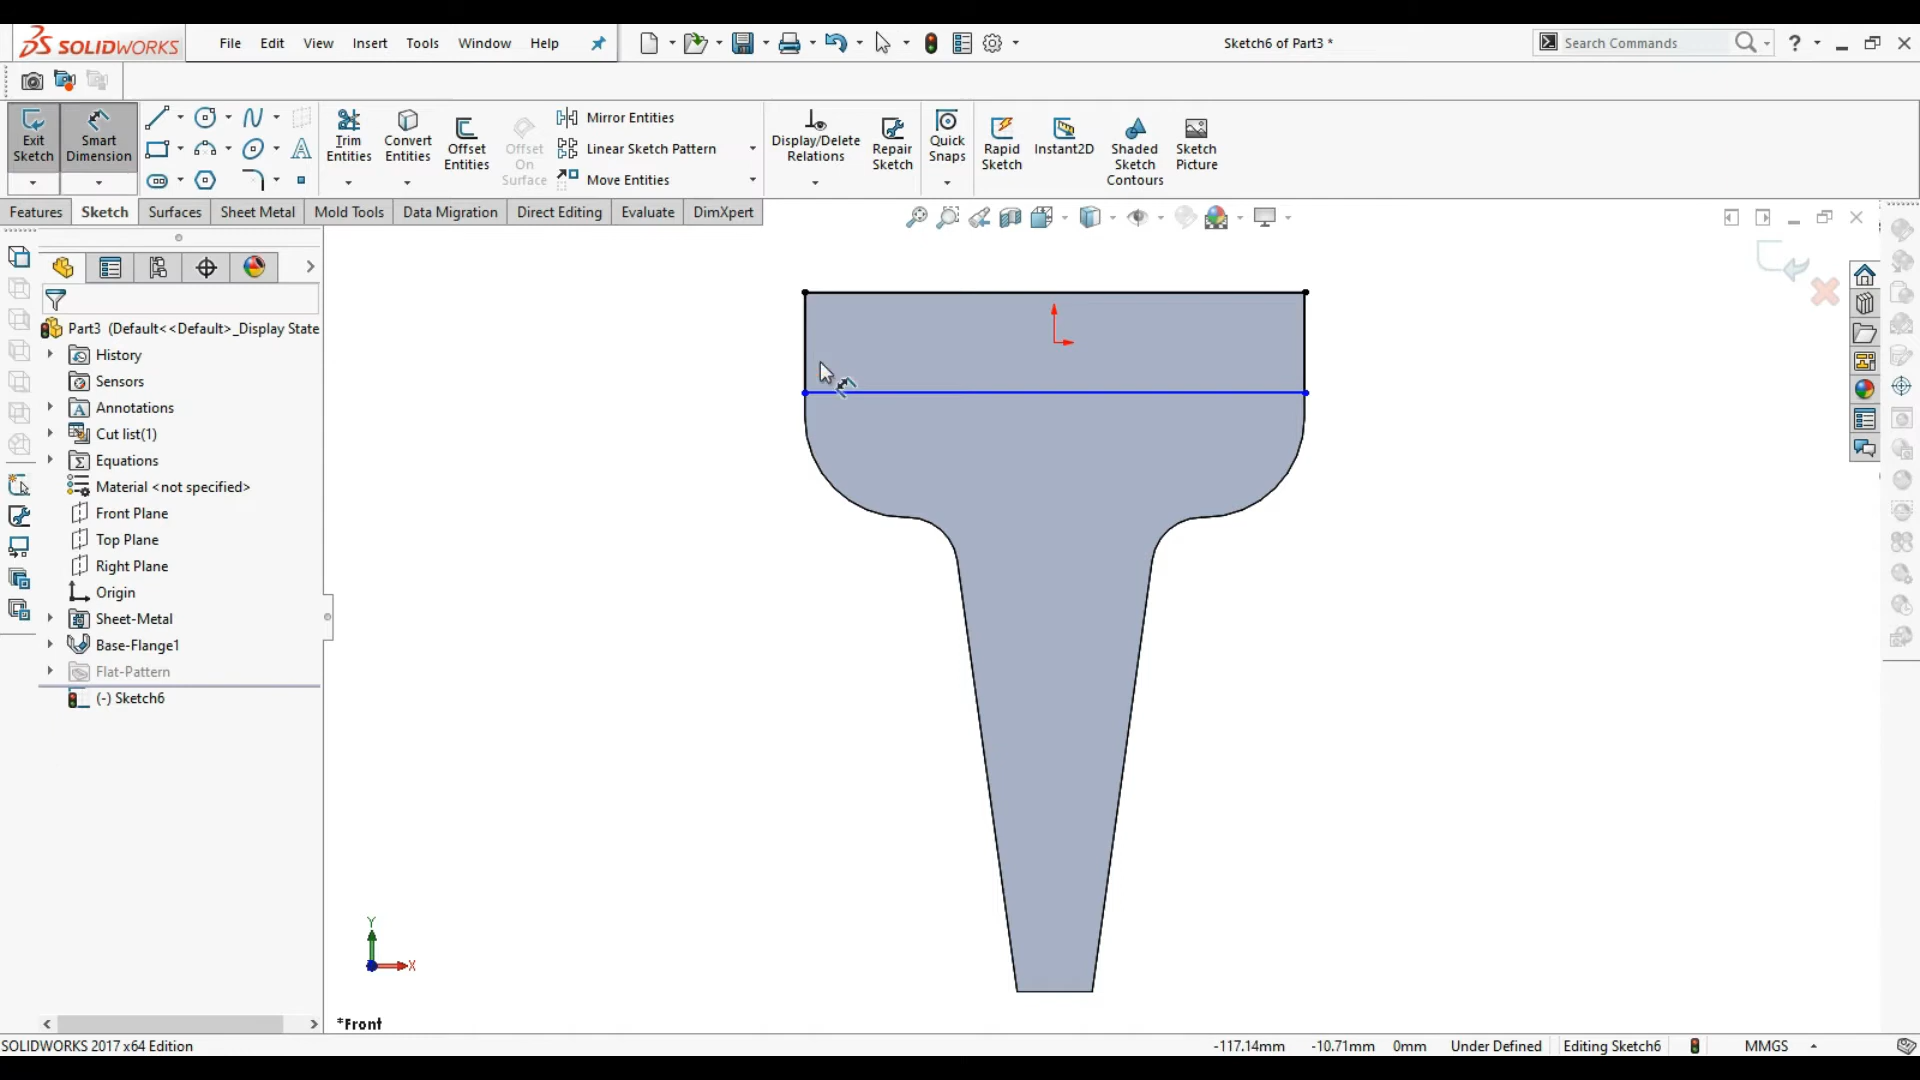 SOLIDWORKS File Edit View Insert Tools Window Help Sketch6 of Part3 * Search Commands ?
Exit Sketch
Smart Dimension
Trim Entities
Convert Entities
Offset Entities
Offset On Surface
Mirror Entities
Linear Sketch Pattern
Move Entities
Display/Delete Relations
Repair Sketch
Quick Snaps
Rapid Sketch
Instant2D
Shaded Sketch Contours
Sketch Picture
Features Sketch Surfaces Sheet Metal Mold Tools Data Migration Direct Editing Evaluate DimXpert
Part3 (Default<<Default>_Display State
History
Sensors
Annotations
Cut list(1)
Equations
Material <not specified>
Front Plane
Top Plane
Right Plane
Origin
Sheet-Metal
Base-Flange1
Flat-Pattern
(-) Sketch6
Y
X
*Front
SOLIDWORKS 2017 x64 Edition -117.14mm -10.71mm 0mm Under Defined Editing Sketch6 MMGS